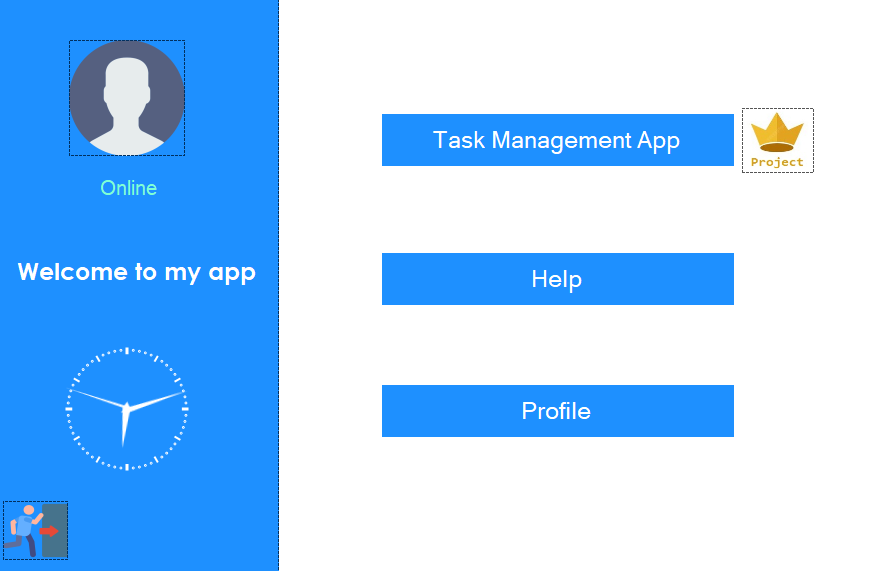 Online
Welcome to my app
Task Management App
Project
Help
Profile